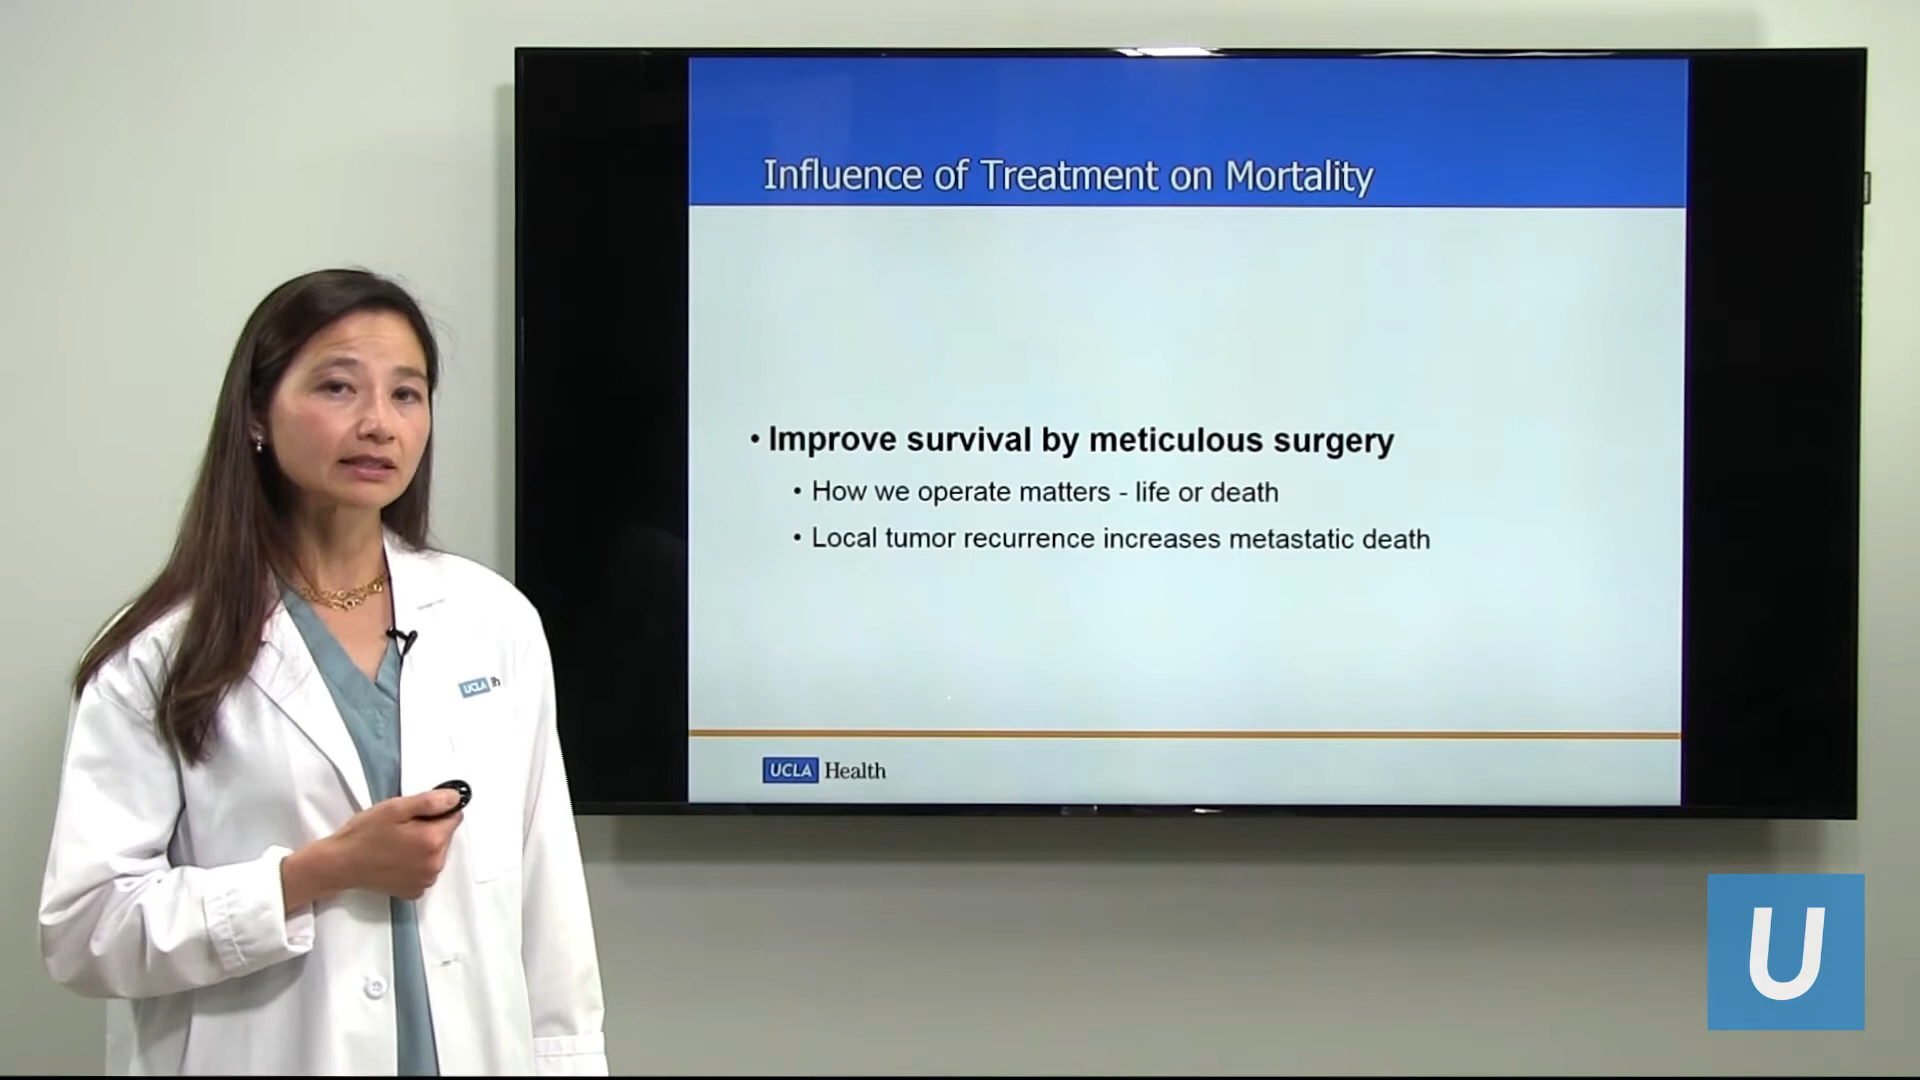 Influence of Treatment on Mortality
• Improve survival by meticulous surgery
• How we operate matters - life or death
• Local tumor recurrence increases metastatic death
UCLA Health
UCLA
U